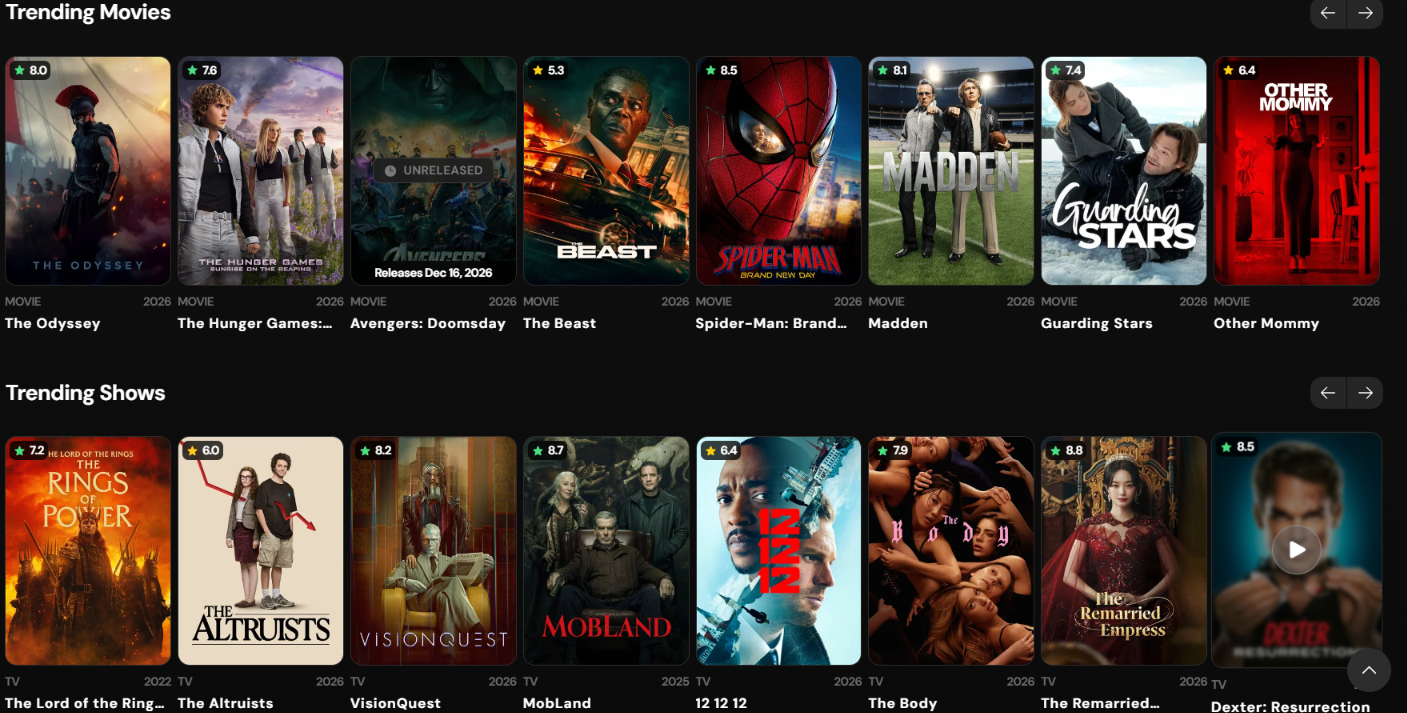 Trending Movies
8.0
THE ODYSSEY
MOVIE 2026
The Odyssey
7.6
THE HUNGER GAMES
SUNRISE ON THE REAPING
MOVIE 2026
The Hunger Games:...
UNRELEASED
AVENGERS
Releases Dec 16, 2026
MOVIE 2026
Avengers: Doomsday
5.3
THE
BEAST
MOVIE 2026
The Beast
8.5
SPIDER-MAN
BRAND NEW DAY
MOVIE 2026
Spider-Man: Brand...
8.1
MADDEN
MOVIE 2026
Madden
7.4
Guarding
STARS
MOVIE 2026
Guarding Stars
6.4
OTHER
MOMMY
MOVIE 2026
Other Mommy
Trending Shows
7.2
THE LORD OF THE RINGS
THE
RINGS
OF
POWER
TV 2022
The Lord of the Ring...
6.0
THE
ALTRUISTS
TV 2026
The Altruists
8.2
VISIONQUEST
TV 2026
VisionQuest
8.7
MOBLAND
TV 2025
MobLand
6.4
12
12
12
TV 2026
12 12 12
7.9
The
Body
TV 2026
The Body
8.8
The
Remarried
Empress
TV 2026
The Remarried...
8.5
DEXTER
RESURRECTION
TV
Dexter: Resurrection